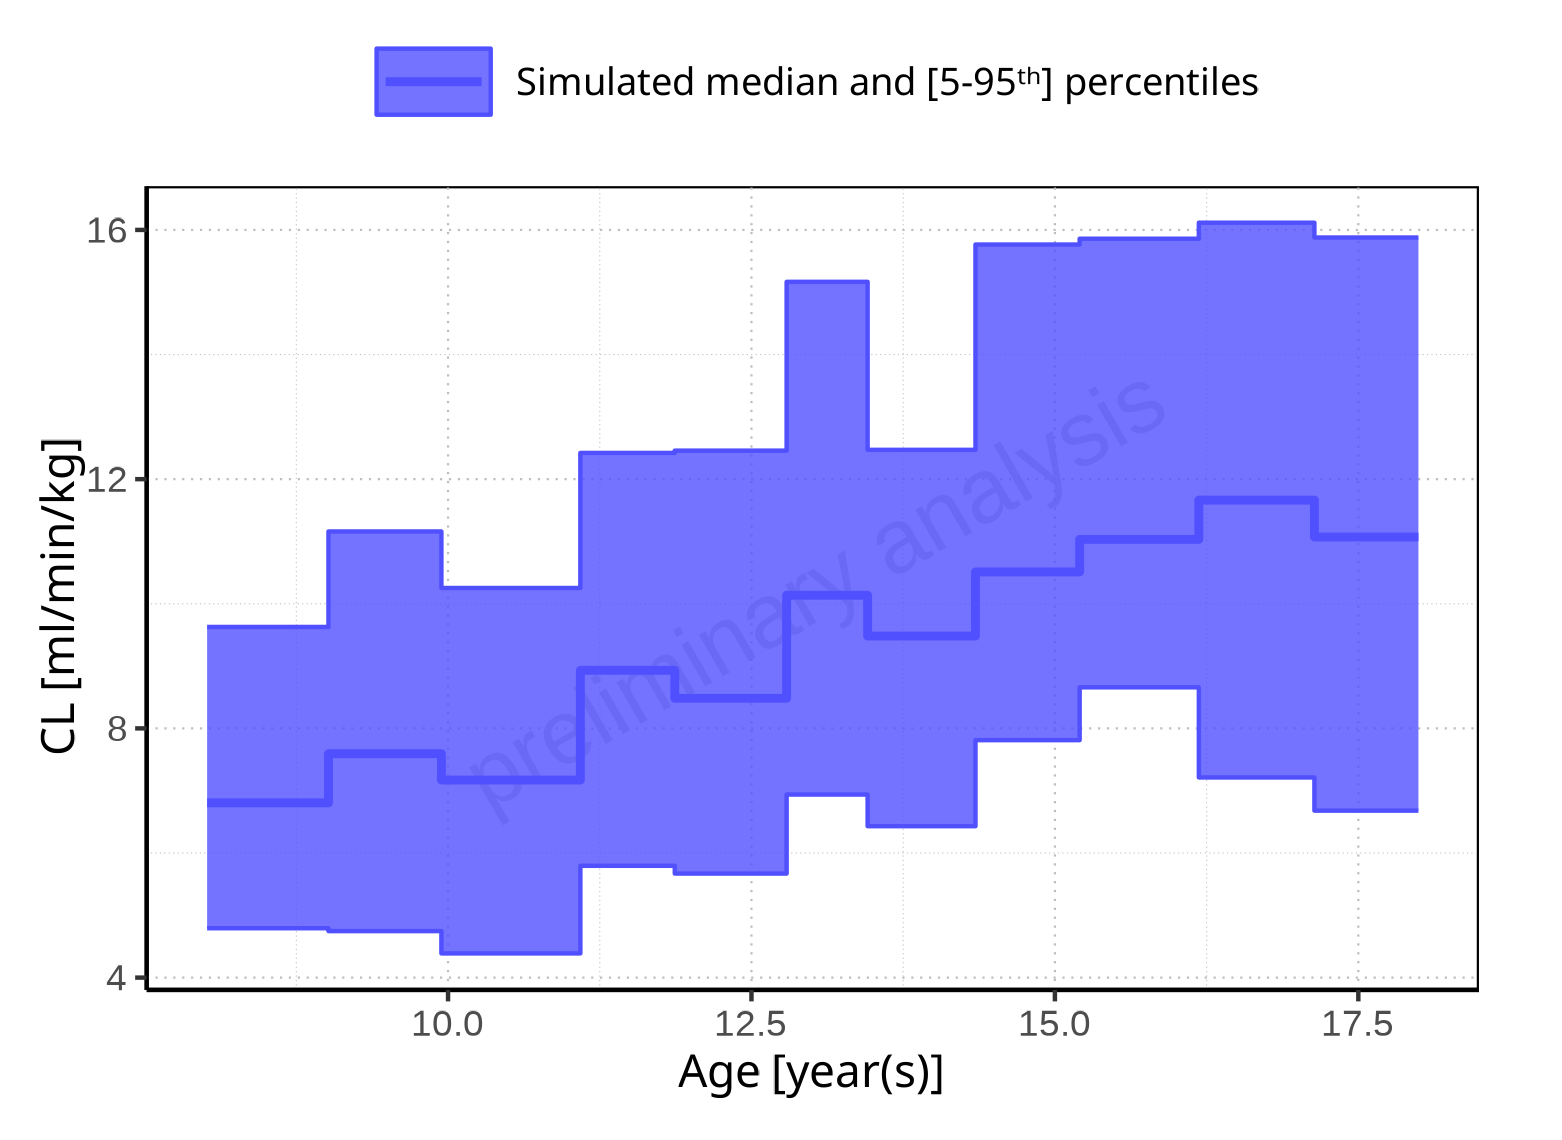 Simulated median and [5-95ᵗʰ] percentiles
16
12
8
4
CL [ml/min/kg]
preliminary analysis
10.0 12.5 15.0 17.5
Age [year(s)]